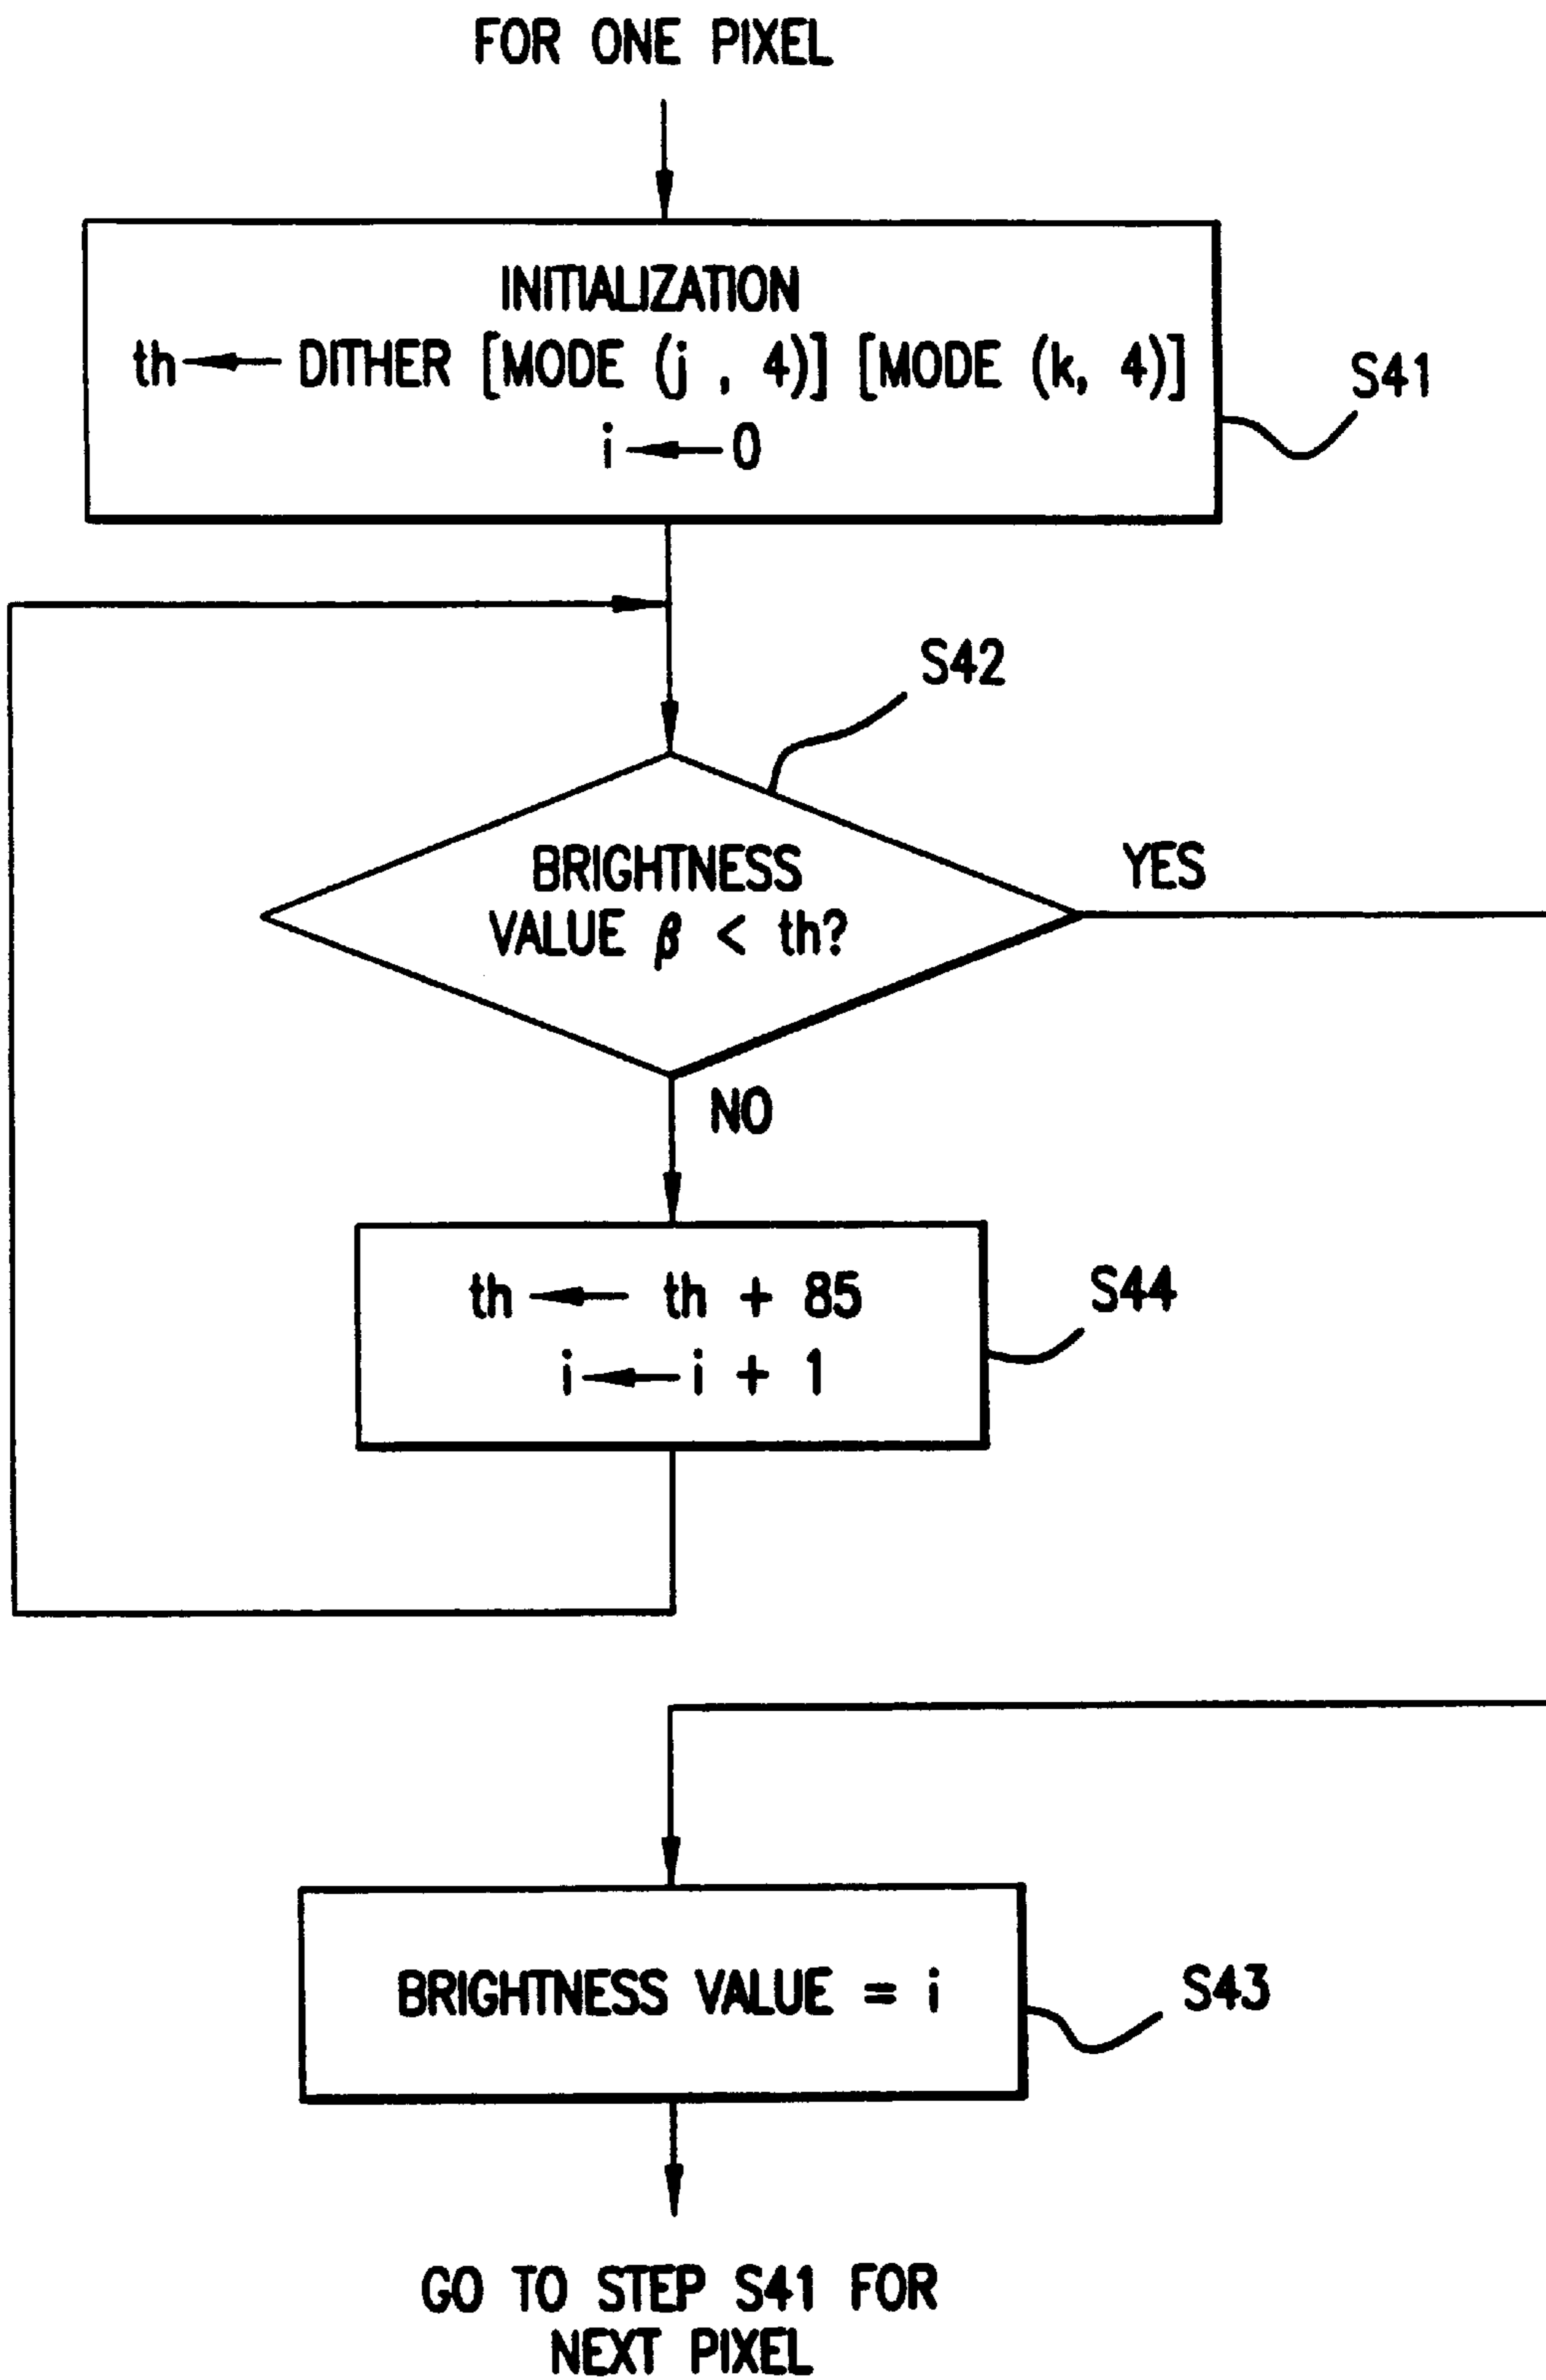 FOR ONE PIXEL
INITIALIZATION
th ← DITHER [MODE (j , 4)] [MODE (k, 4)]
i ← 0
S41
S42
BRIGHTNESS
VALUE β < th?
YES
NO
th ← th + 85
i ← i + 1
S44
BRIGHTNESS VALUE = i
S43
GO TO STEP S41 FOR
NEXT PIXEL